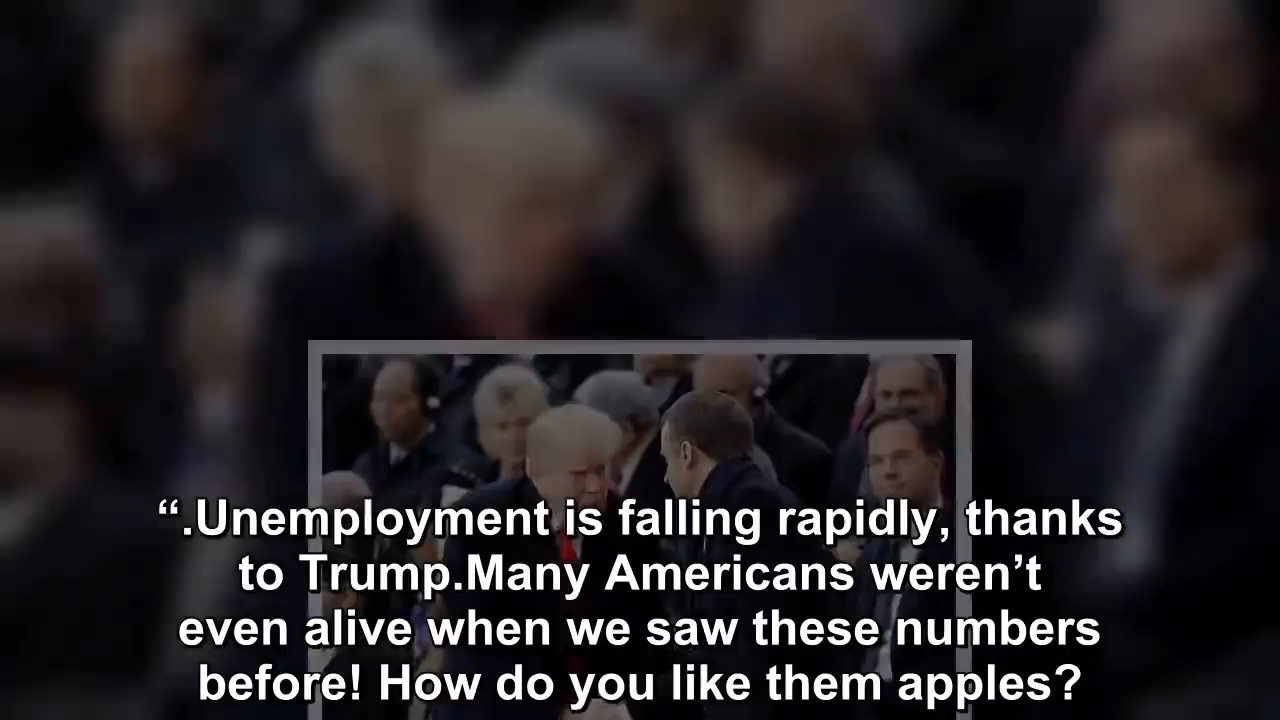 “.Unemployment is falling rapidly, thanks
to Trump.Many Americans weren’t
even alive when we saw these numbers
before! How do you like them apples?